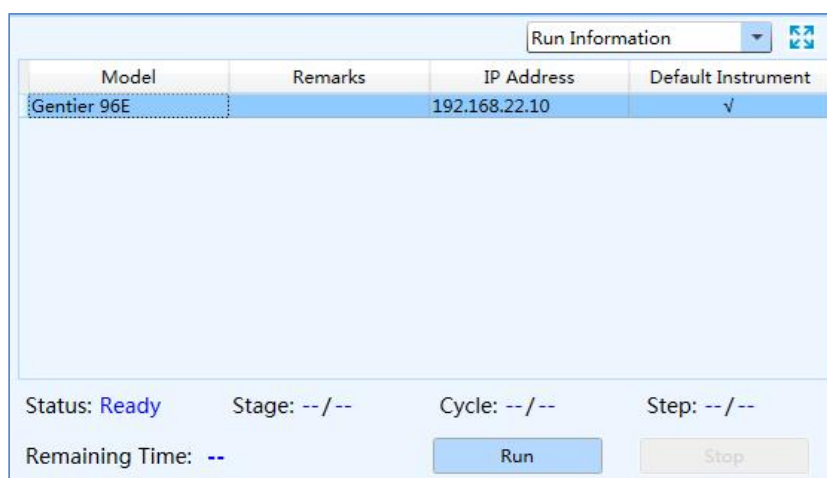 Run Information
Model Remarks IP Address Default Instrument
Gentier 96E 192.168.22.10 √
Status: Ready Stage: --/-- Cycle: --/-- Step: --/--
Remaining Time: -- Run Stop